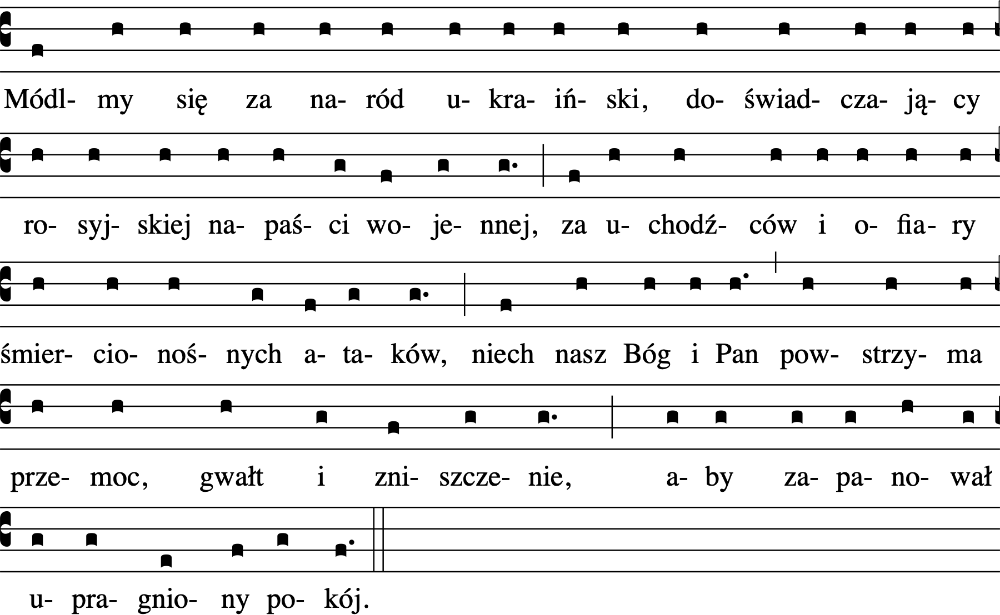 Módl- my się za na- ród u- kra- iń- ski, do- świad- cza- ją- cy
ro- syj- skiej na- paś- ci wo- je- nnej, za u- chodź- ców i o- fia- ry
śmier- cio- noś- nych a- ta- ków, niech nasz Bóg i Pan pow- strzy- ma
prze- moc, gwałt i zni- szcze- nie, a- by za- pa- no- wał
u- pra- gnio- ny po- kój.